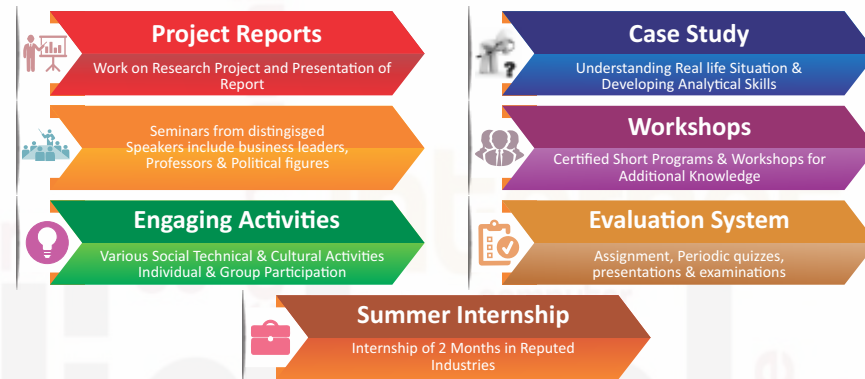 Project Reports
Work on Research Project and Presentation of
Report
Case Study
Understanding Real life Situation &
Developing Analytical Skills
Seminars from distingisged
Speakers include business leaders,
Professors & Political figures
Workshops
Certified Short Programs & Workshops for
Additional Knowledge
Engaging Activities
Various Social Technical & Cultural Activities
Individual & Group Participation
Evaluation System
Assignment, Periodic quizzes,
presentations & examinations
Summer Internship
Internship of 2 Months in Reputed
Industries